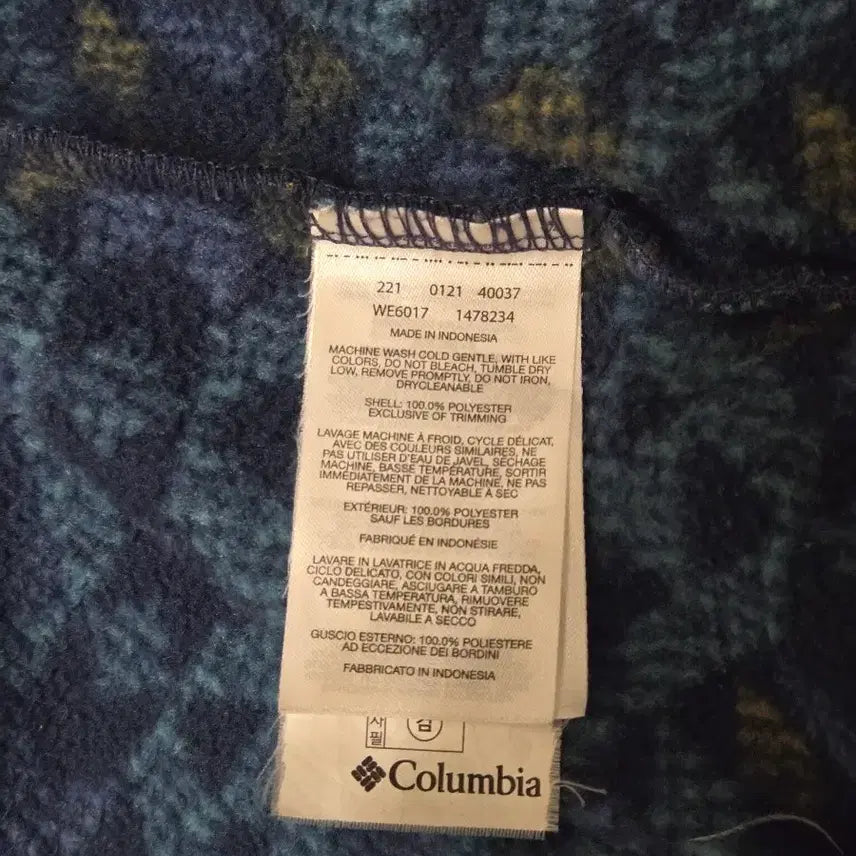 221 0121 40037
WE6017 1478234
MADE IN INDONESIA
MACHINE WASH COLD GENTLE, WITH LIKE
COLORS, DO NOT BLEACH, TUMBLE DRY
LOW, REMOVE PROMPTLY, DO NOT IRON,
DRYCLEANABLE
SHELL: 100.0% POLYESTER
EXCLUSIVE OF TRIMMING
LAVAGE MACHINE À FROID, CYCLE DÉLICAT,
AVEC DES COULEURS SIMILAIRES, NE
PAS UTILISER D'EAU DE JAVEL, SÉCHAGE
MACHINE, BASSE TEMPÉRATURE, SORTIR
IMMÉDIATEMENT DE LA MACHINE, NE PAS
REPASSER, NETTOYABLE À SEC
EXTÉRIEUR: 100.0% POLYESTER
SAUF LES BORDURES
FABRIQUÉ EN INDONÉSIE
LAVARE IN LAVATRICE IN ACQUA FREDDA,
CICLO DELICATO, CON COLORI SIMILI, NON
CANDEGGIARE, ASCIUGARE A TAMBURO
A BASSA TEMPERATURA, RIMUOVERE
TEMPESTIVAMENTE, NON STIRARE,
LAVABILE A SECCO
GUSCIO ESTERNO: 100.0% POLIESTERE
AD ECCEZIONE DEI BORDINI
FABBRICATO IN INDONESIA
사
필
검
Columbia